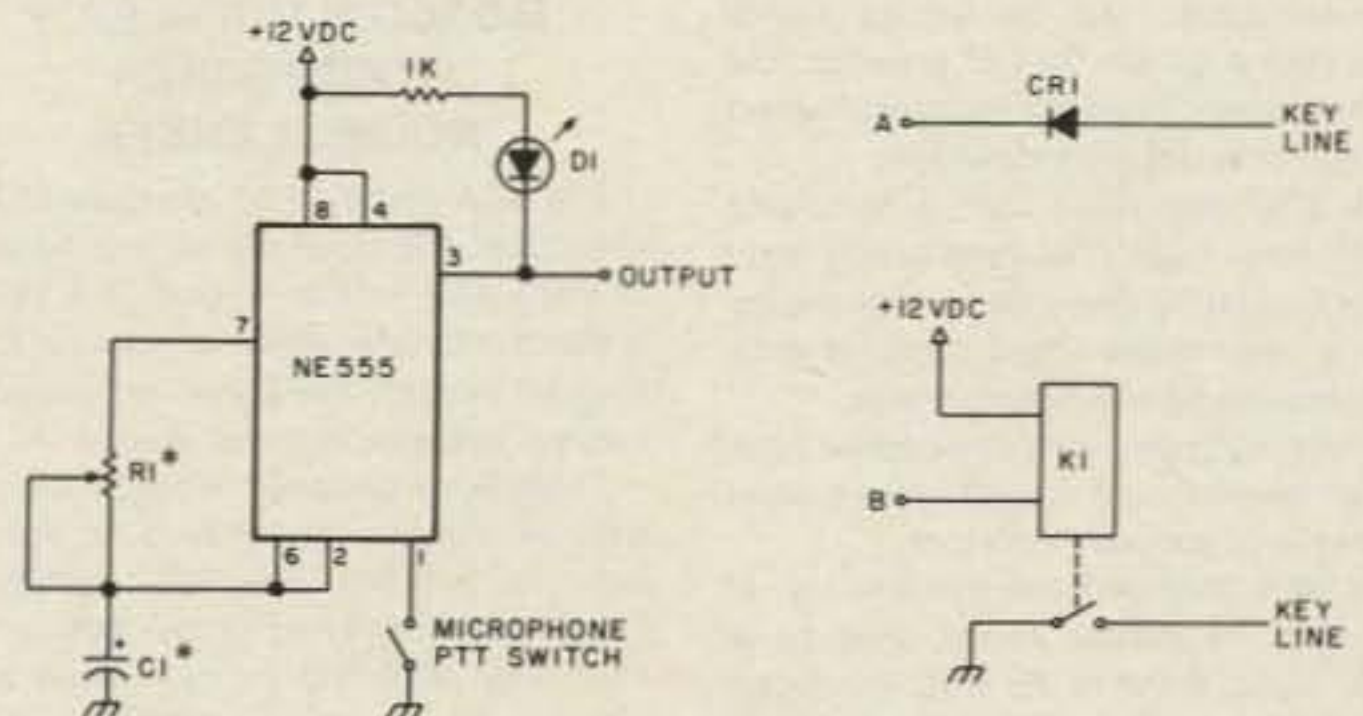 +12VDC
1K
D1
8
4
3
OUTPUT
7
NE555
R1*
6
2
1
+
C1*
MICROPHONE
PTT SWITCH
CR1
A
KEY
LINE
+12VDC
K1
B
KEY
LINE